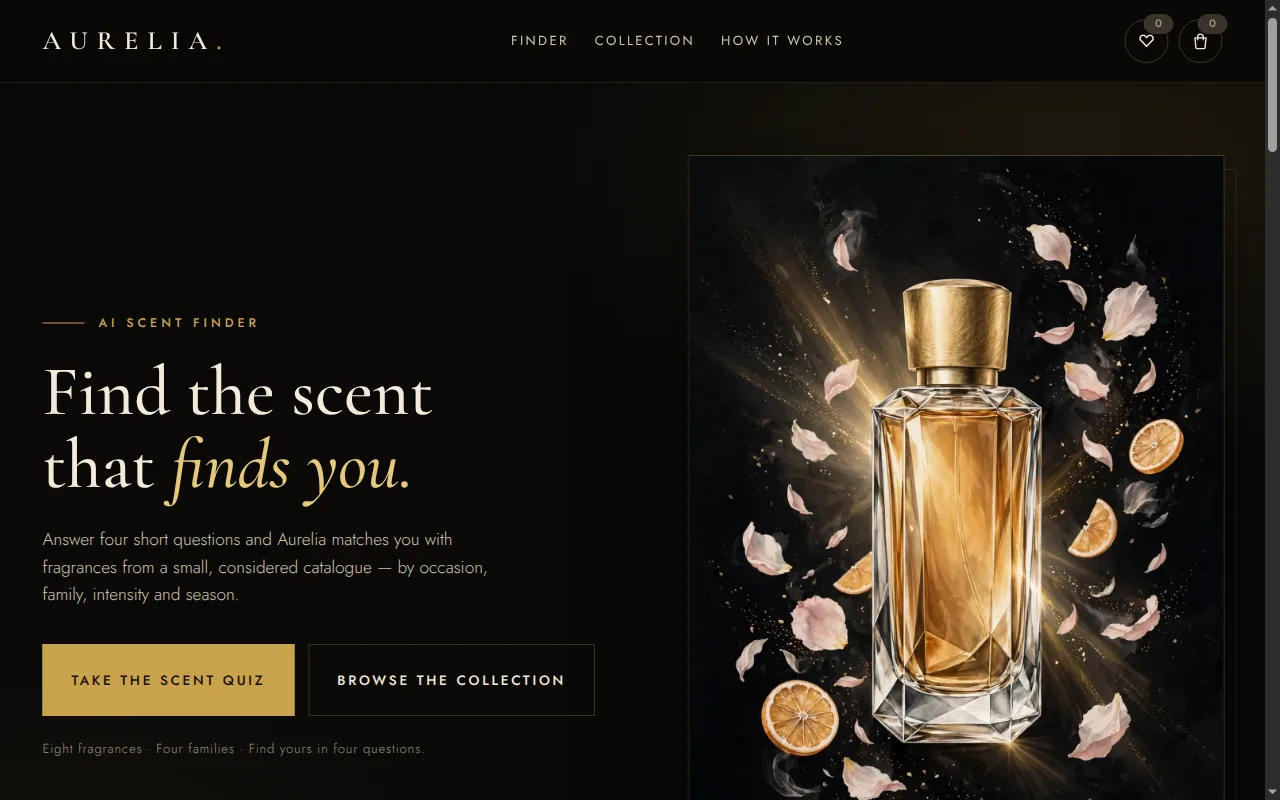 AURELIA.
FINDER
COLLECTION
HOW IT WORKS
0
0
AI SCENT FINDER
Find the scent
that finds you.
Answer four short questions and Aurelia matches you with
fragrances from a small, considered catalogue — by occasion,
family, intensity and season.
TAKE THE SCENT QUIZ
BROWSE THE COLLECTION
Eight fragrances · Four families · Find yours in four questions.